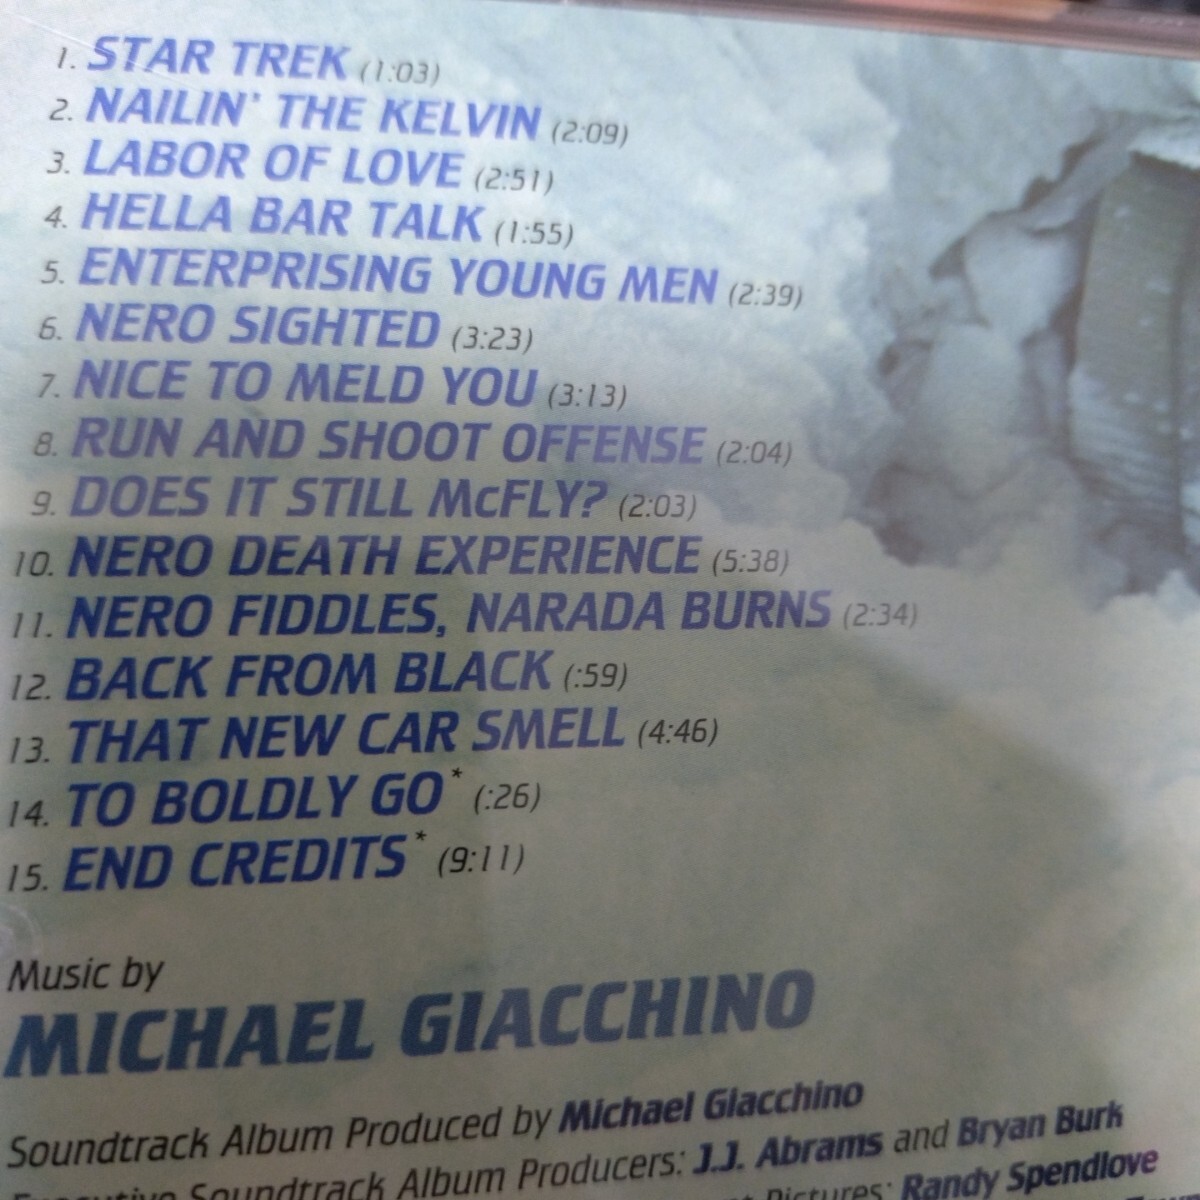 1. STAR TREK (1:03)
2. NAILIN' THE KELVIN (2:09)
3. LABOR OF LOVE (2:51)
4. HELLA BAR TALK (1:55)
5. ENTERPRISING YOUNG MEN (2:39)
6. NERO SIGHTED (3:23)
7. NICE TO MELD YOU (3:13)
8. RUN AND SHOOT OFFENSE (2:04)
9. DOES IT STILL McFLY? (2:03)
10. NERO DEATH EXPERIENCE (5:38)
11. NERO FIDDLES, NARADA BURNS (2:34)
12. BACK FROM BLACK (:59)
13. THAT NEW CAR SMELL (4:46)
14. TO BOLDLY GO* (:26)
15. END CREDITS* (9:11)
Music by
MICHAEL GIACCHINO
Soundtrack Album Produced by Michael Giacchino
Executive Soundtrack Album Producers: J.J. Abrams and Bryan Burk
Pictures: Randy Spendlove